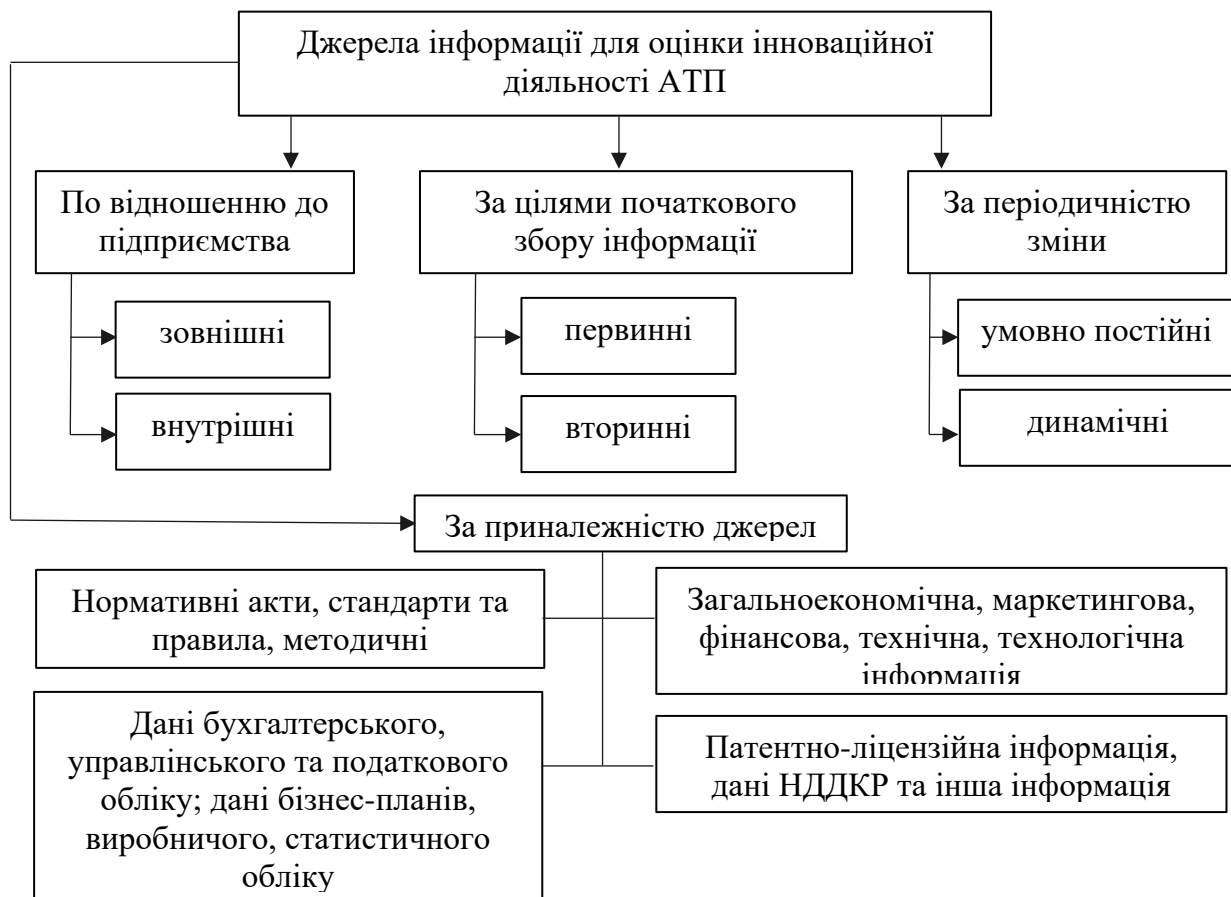 Джерела інформації для оцінки інноваційної
діяльності АТП
По відношенню до
підприємства
За цілями початкового
збору інформації
За періодичністю
зміни
зовнішні
первинні
умовно постійні
внутрішні
вторинні
динамічні
За приналежністю джерел
Нормативні акти, стандарти та
правила, методичні
Загальноекономічна, маркетингова,
фінансова, технічна, технологічна
інформація
Дані бухгалтерського,
управлінського та податкового
обліку; дані бізнес-планів,
виробничого, статистичного
обліку
Патентно-ліцензійна інформація,
дані НДДКР та інша інформація